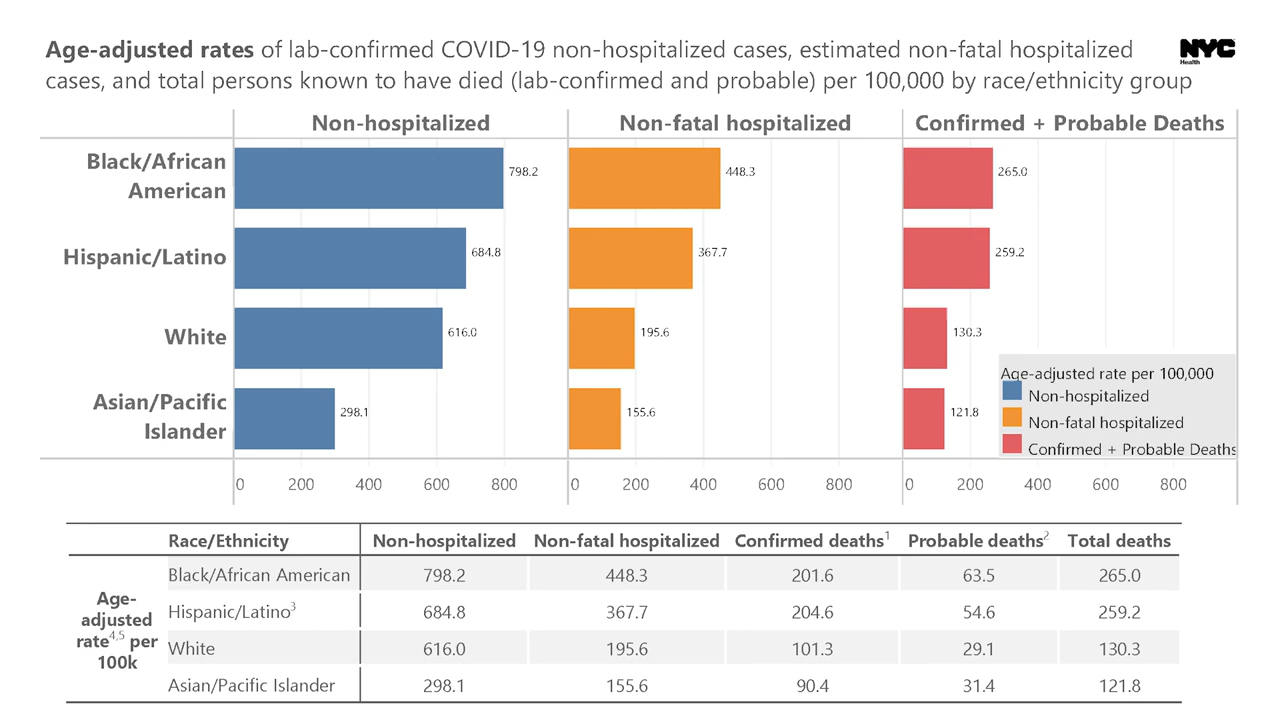 Age-adjusted rates of lab-confirmed COVID-19 non-hospitalized cases, estimated non-fatal hospitalized
cases, and total persons known to have died (lab-confirmed and probable) per 100,000 by race/ethnicity group
NYC
Health
Non-hospitalized Non-fatal hospitalized Confirmed + Probable Deaths
Black/African
American
798.2 448.3 265.0
Hispanic/Latino 684.8 367.7 259.2
White 616.0 195.6 130.3
Asian/Pacific
Islander
298.1 155.6 121.8
Age-adjusted rate per 100,000
Non-hospitalized
Non-fatal hospitalized
Confirmed + Probable Deaths
0 200 400 600 800 0 200 400 600 800 0 200 400 600 800
Race/Ethnicity Non-hospitalized Non-fatal hospitalized Confirmed deaths1 Probable deaths2 Total deaths
Age-
adjusted
rate4,5 per
100k
Black/African American 798.2 448.3 201.6 63.5 265.0
Hispanic/Latino3 684.8 367.7 204.6 54.6 259.2
White 616.0 195.6 101.3 29.1 130.3
Asian/Pacific Islander 298.1 155.6 90.4 31.4 121.8